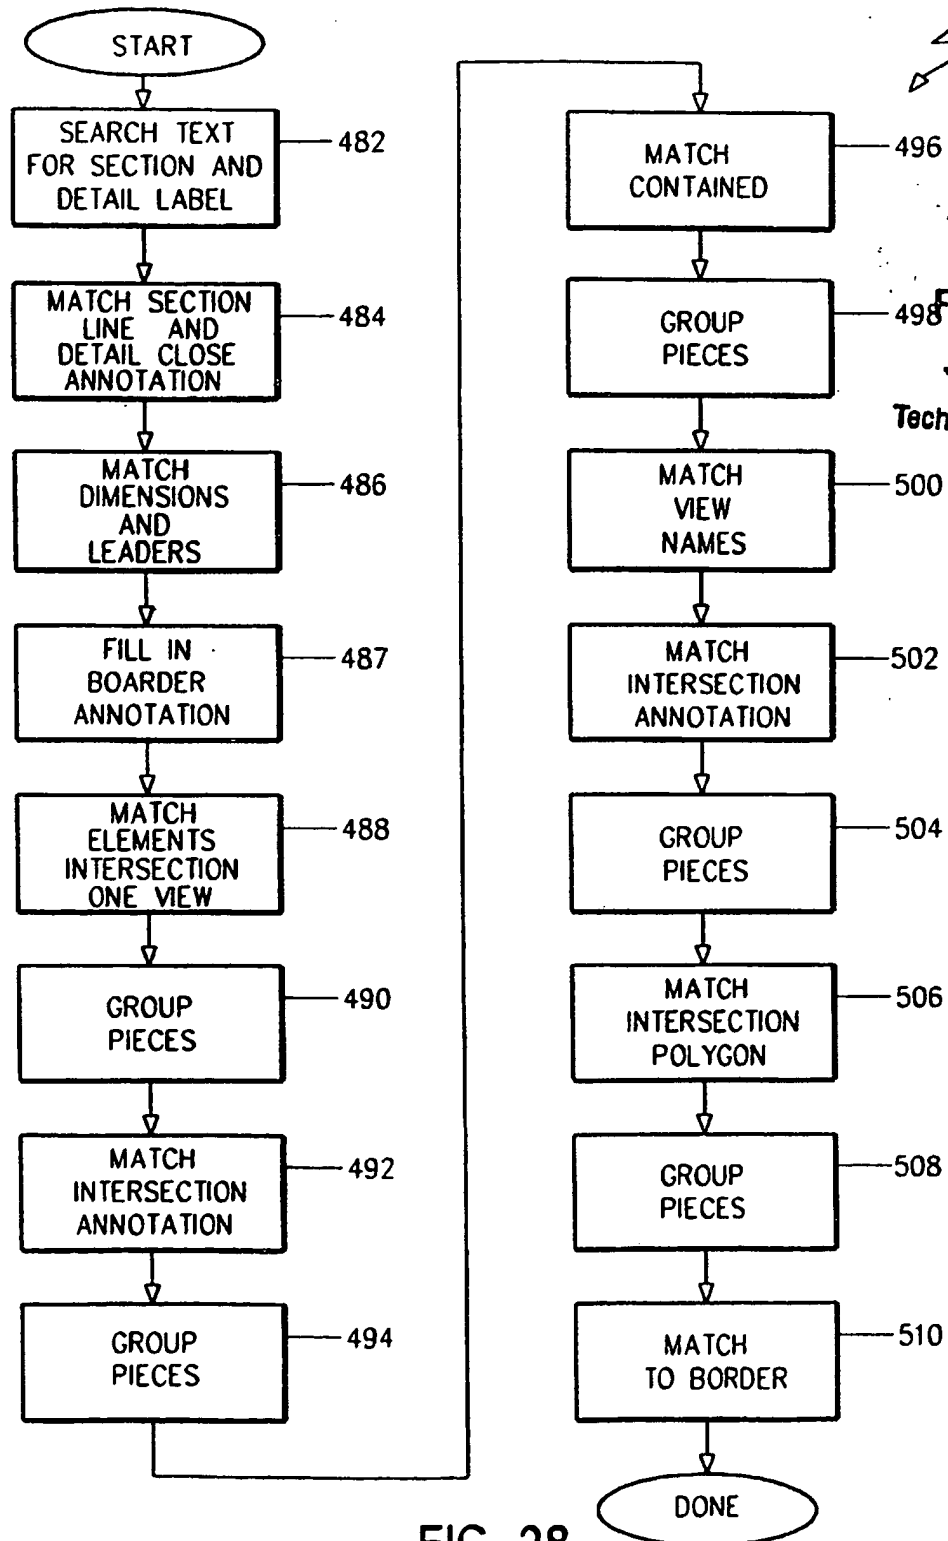 START
SEARCH TEXT
FOR SECTION AND
DETAIL LABEL
482
MATCH SECTION
LINE AND
DETAIL CLOSE
ANNOTATION
484
MATCH
DIMENSIONS
AND
LEADERS
486
FILL IN
BOARDER
ANNOTATION
487
MATCH
ELEMENTS
INTERSECTION
ONE VIEW
488
GROUP
PIECES
490
MATCH
INTERSECTION
ANNOTATION
492
GROUP
PIECES
494
MATCH
CONTAINED
496
GROUP
PIECES
498
Tech
MATCH
VIEW
NAMES
500
MATCH
INTERSECTION
ANNOTATION
502
GROUP
PIECES
504
MATCH
INTERSECTION
POLYGON
506
GROUP
PIECES
508
MATCH
TO BORDER
510
DONE
FIG. 28